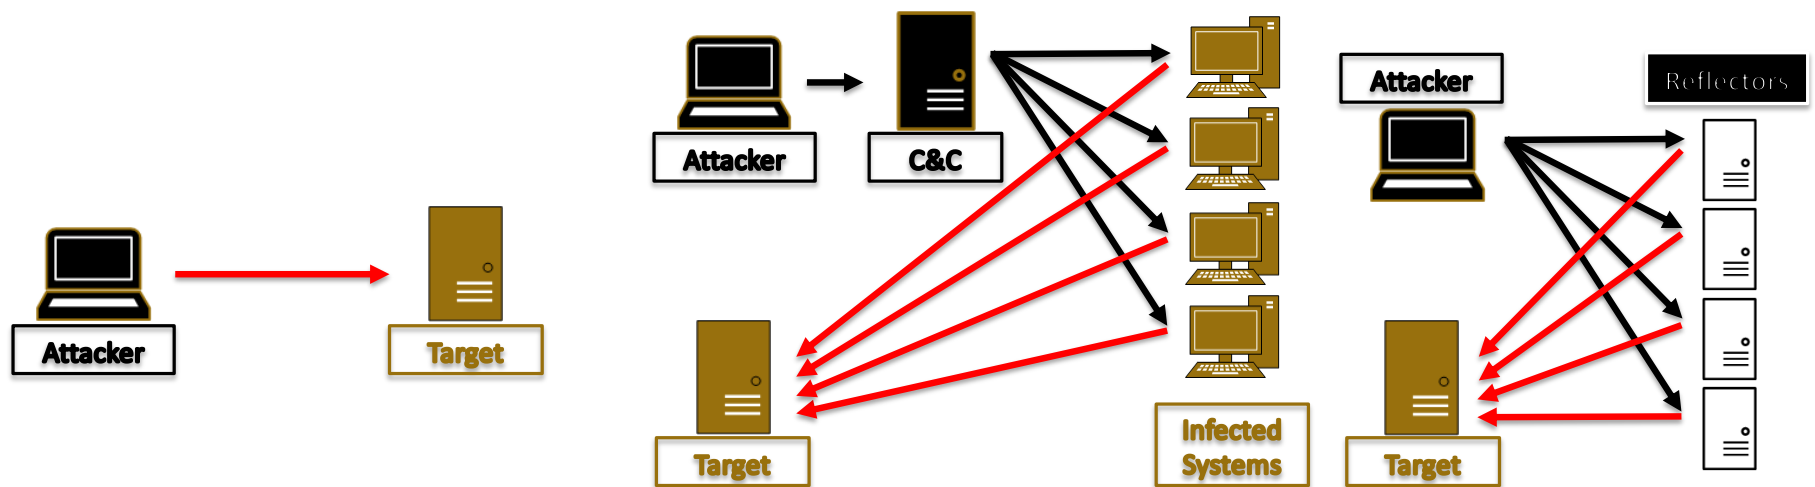 Attacker
Target
Attacker
C&C
Target
Infected
Systems
Attacker
Reflectors
Target